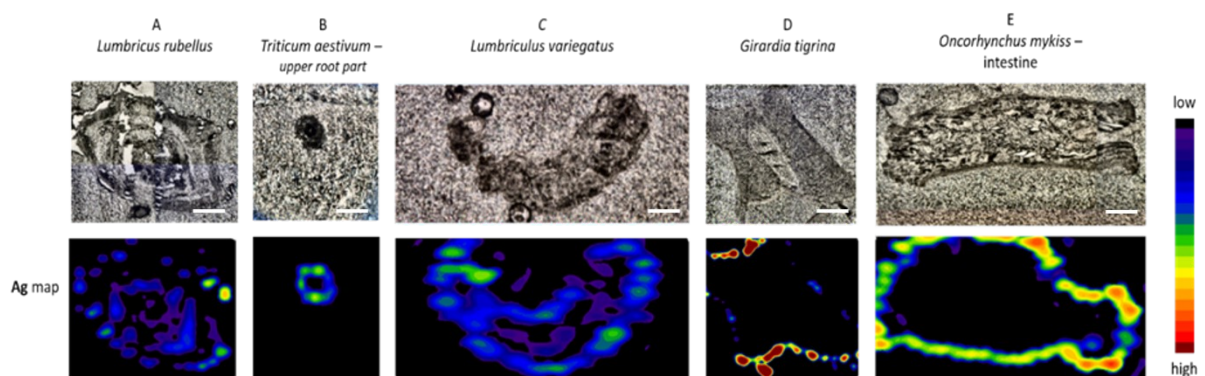 A
Lumbricus rubellus
B
Triticum aestivum –
upper root part
C
Lumbriculus variegatus
D
Girardia tigrina
E
Oncorhynchus mykiss –
intestine
low
Ag map
high